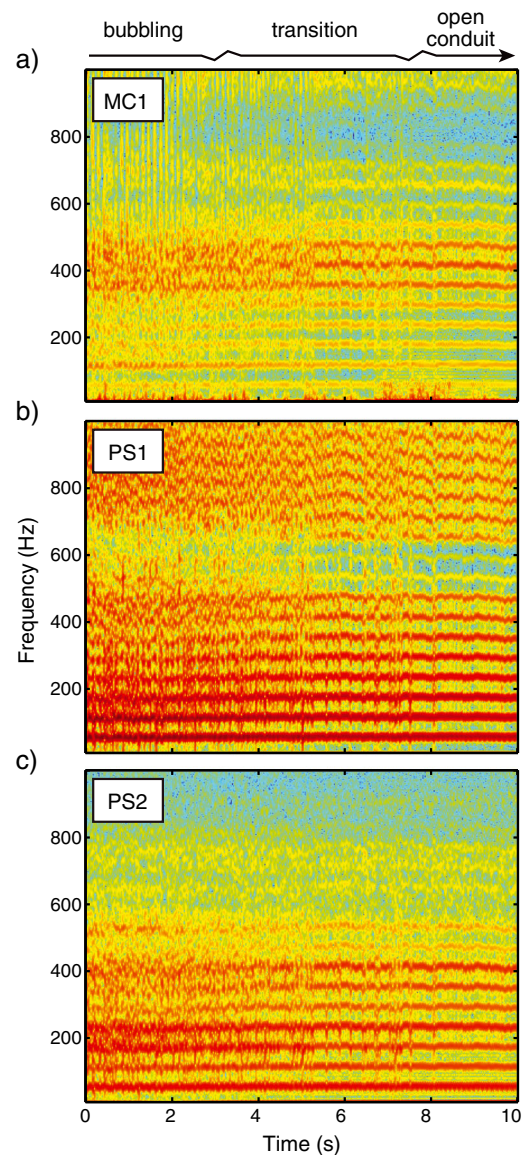 bubbling transition open conduit
a)
MC1
800
600
400
200
b)
PS1
800
600
400
200
Frequency (Hz)
c)
PS2
800
600
400
200
0 2 4 6 8 10
Time (s)